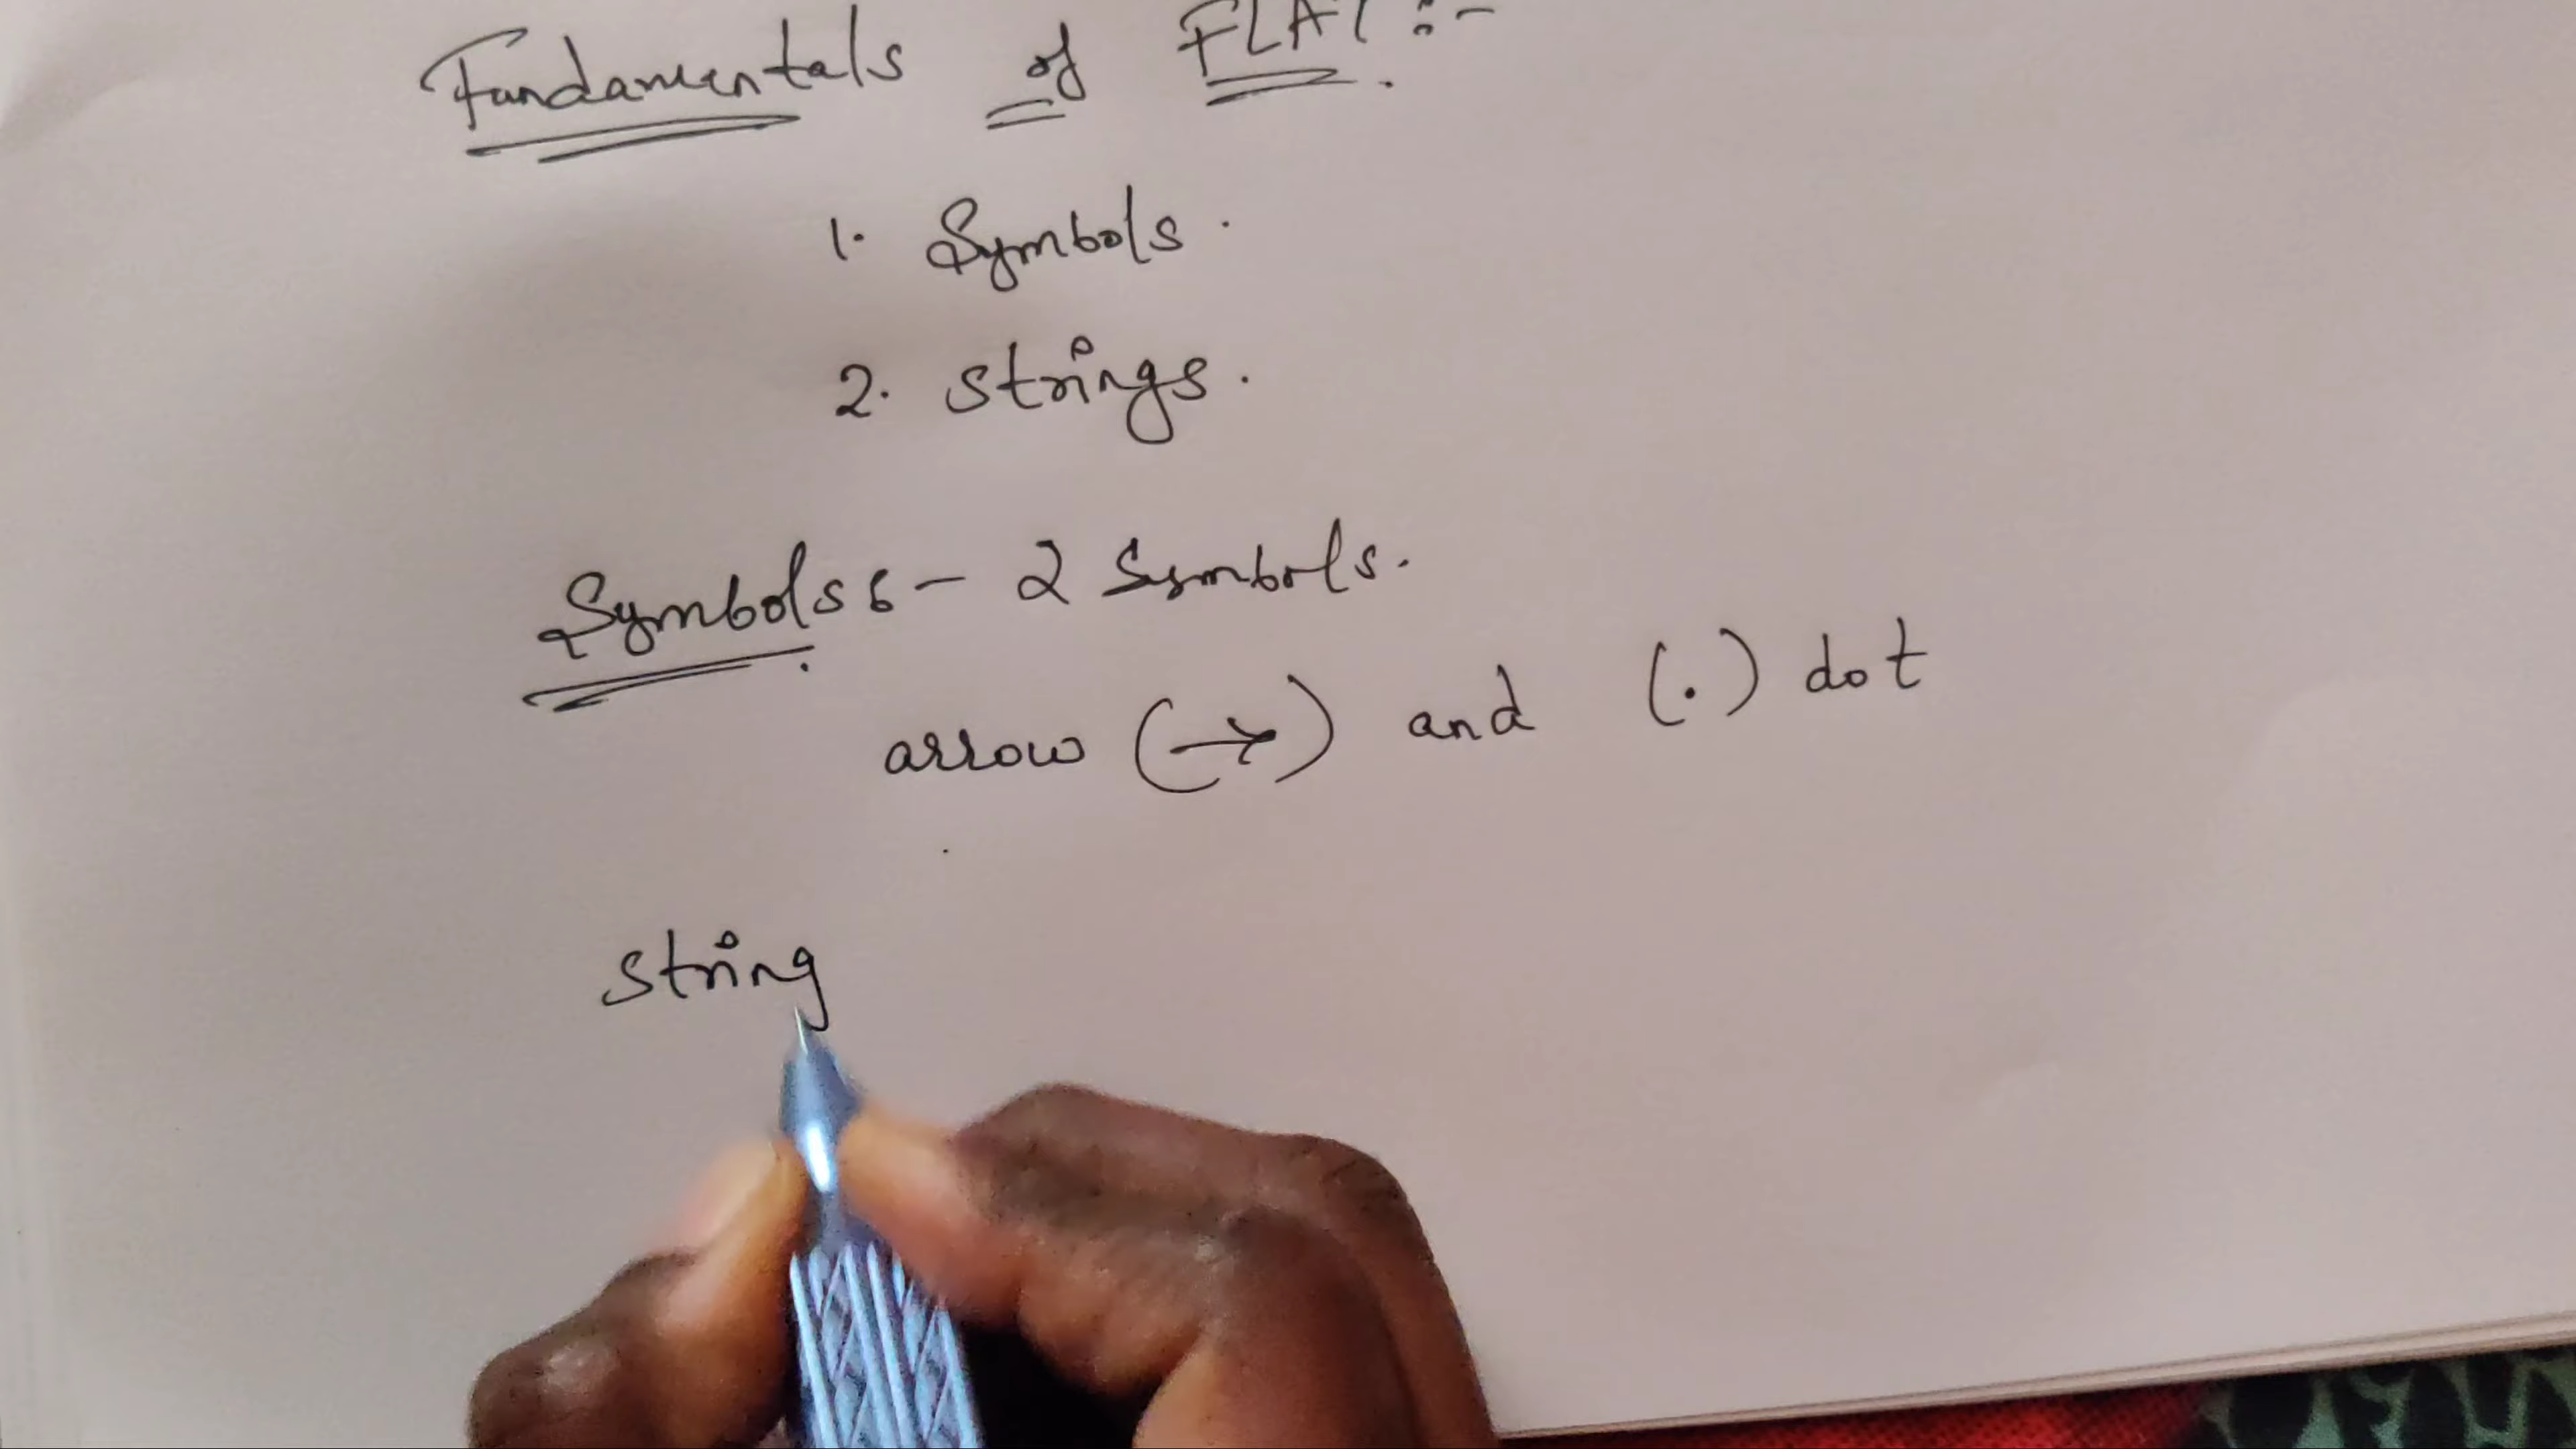 Fundamentals of FLAT :-
1. Symbols.
2. strings.
Symbols :- 2 Symbols.
arrow (→) and (.) dot
string